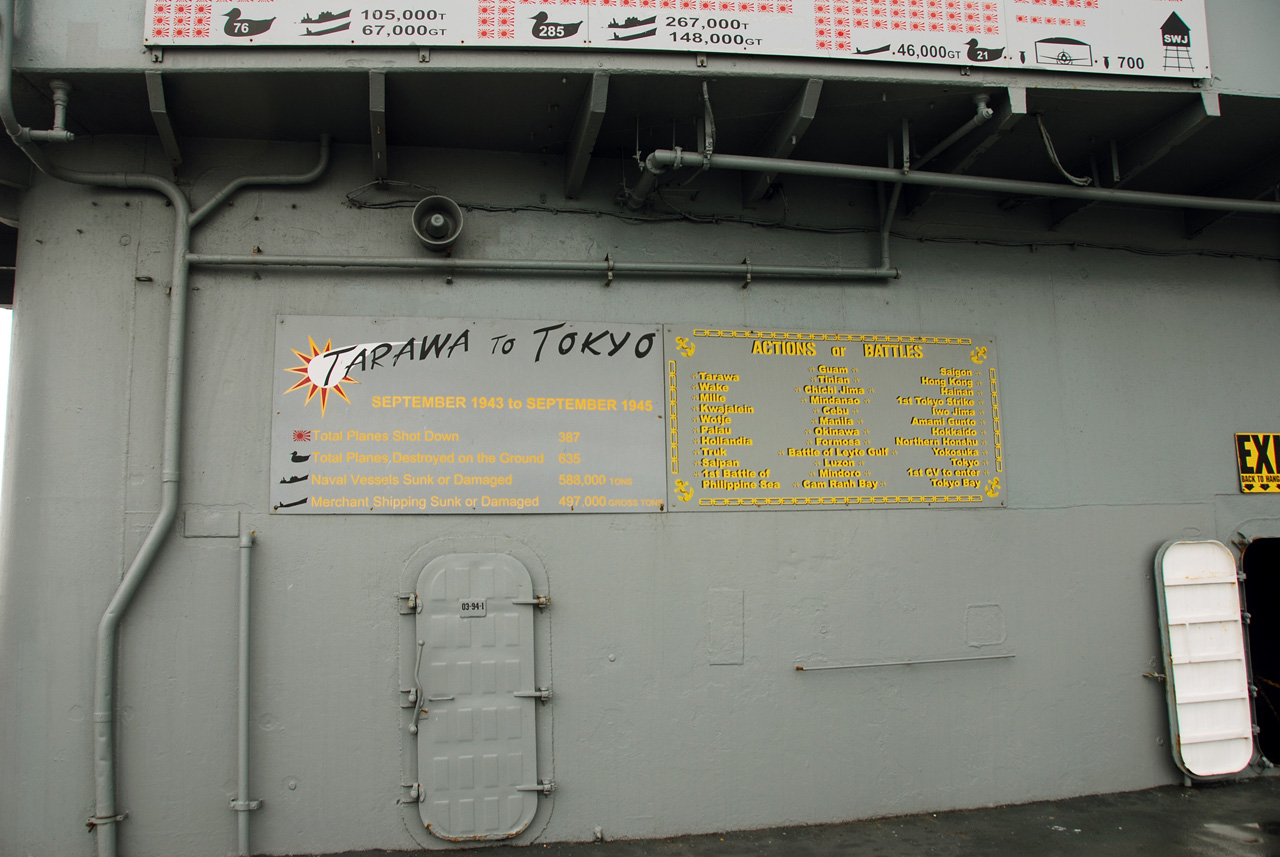 76
105,000T
67,000GT
285
267,000T
148,000GT
46,000GT
21
700
SWJ
TARAWA TO TOKYO
SEPTEMBER 1943 to SEPTEMBER 1945
Total Planes Shot Down 387
Total Planes Destroyed on the Ground 635
Naval Vessels Sunk or Damaged 588,000 TONS
Merchant Shipping Sunk or Damaged 497,000 GROSS TONS
ACTIONS or BATTLES
Tarawa
Wake
Mille
Kwajalein
Wotje
Palau
Hollandia
Truk
Saipan
1st Battle of
Philippine Sea
Guam
Tinian
Chichi Jima
Mindanao
Cebu
Manila
Okinawa
Formosa
Battle of Leyte Gulf
Luzon
Mindoro
Cam Ranh Bay
Saigon
Hong Kong
Hainan
1st Tokyo Strike
Iwo Jima
Amami Gunto
Hokkaido
Northern Honshu
Yokosuka
Tokyo
1st CV to enter
Tokyo Bay
03-94-1
EXI
BACK TO HANG